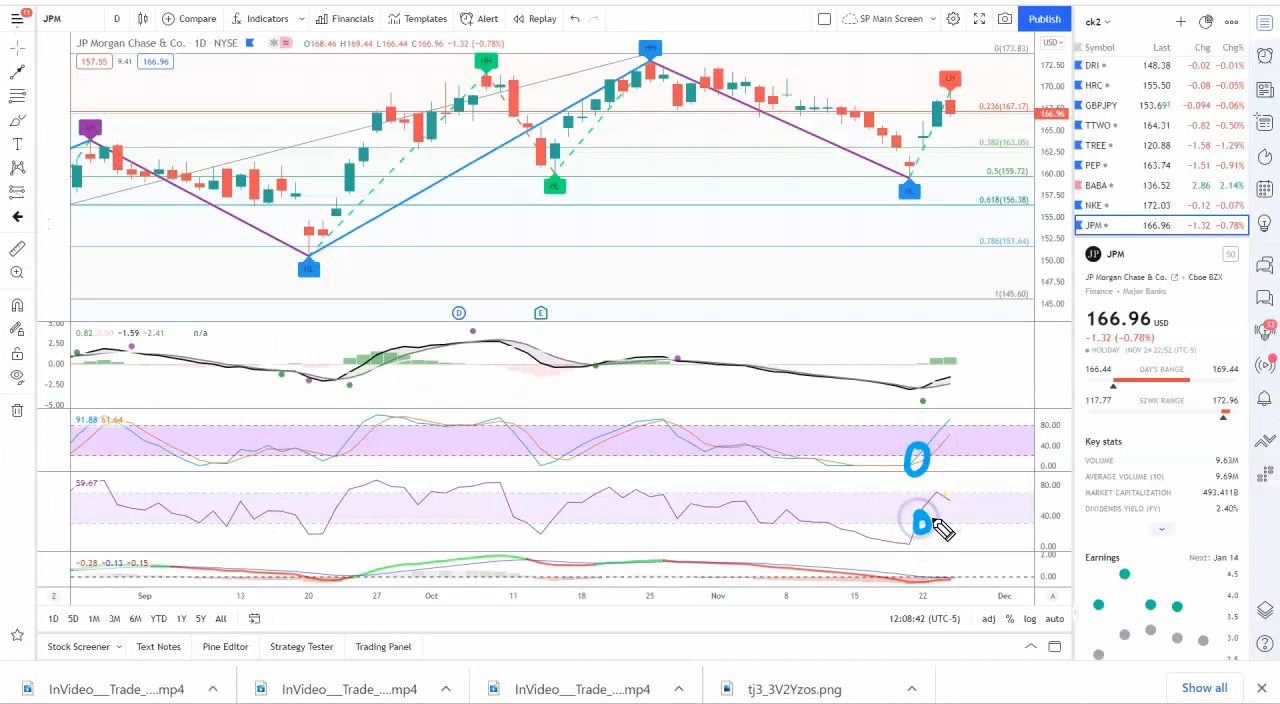 11
JPM
D
Compare
Indicators
Financials
Templates
Alert
Replay
SP Main Screen
Publish
ck2
JP Morgan Chase & Co. · 1D · NYSE
O168.46 H169.44 L166.44 C166.96 −1.32 (−0.78%)
157.55 9.41 166.96
USD
HH
HH
LH
HL
HL
HL
0(173.83)
0.236(167.17)
0.382(163.05)
0.5(159.72)
0.618(156.38)
0.786(151.64)
1(145.60)
172.50
170.00
166.96
165.00
162.50
160.00
157.50
155.00
152.50
150.00
147.50
145.00
D
E
5.00
2.50
0.00
−2.50
−5.00
0.82
−1.59 −2.41
n/a
91.88 61.64
80.00
40.00
0.00
59.67
80.00
40.00
0.00
−0.28 −0.13 −0.15
2.00
0.00
Z
Sep
20
27
Oct
11
18
25
Nov
8
15
22
Dec
A
1D 5D 1M 3M 6M YTD 1Y 5Y All
12:08:42 (UTC-5)
adj % log auto
Stock Screener
Text Notes
Pine Editor
Strategy Tester
Trading Panel
Symbol Last Chg Chg%
DRI 148.38 −0.02 −0.01%
HRC 155.50 −0.08 −0.05%
GBPJPY 153.69¹ −0.094 −0.06%
TTWO 164.31 −0.82 −0.50%
TREE 120.88 −1.58 −1.29%
PEP 163.74 −1.51 −0.91%
BABA 136.52 2.86 2.14%
NKE 172.03 −0.12 −0.07%
JPM 166.96 −1.32 −0.78%
JP
JPM
50
JP Morgan Chase & Co.
Cboe BZX
Finance • Major Banks
166.96 USD
−1.32 (−0.78%)
HOLIDAY (NOV 24 22:52 UTC-5)
166.44 DAY'S RANGE 169.44
117.77 52WK RANGE 172.96
Key stats
VOLUME 9.63M
AVERAGE VOLUME (10) 9.69M
MARKET CAPITALIZATION 493.411B
DIVIDENDS YIELD (FY) 2.40%
Earnings
Next: Jan 14
4.5
4.0
3.5
3.0
InVideo___Trade_....mp4
InVideo___Trade_....mp4
InVideo___Trade_....mp4
tj3_3V2Yzos.png
Show all